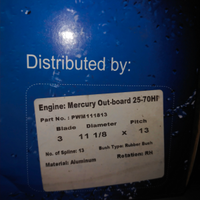 Distributed by:
Engine: Mercury Out-board 25-70HP
Part No.: PWM111813
Blade Diameter Pitch
3 11 1/8 x 13
No. of Spline: 13 Bush Type: Rubber Bush
Material: Aluminum Rotation: RH